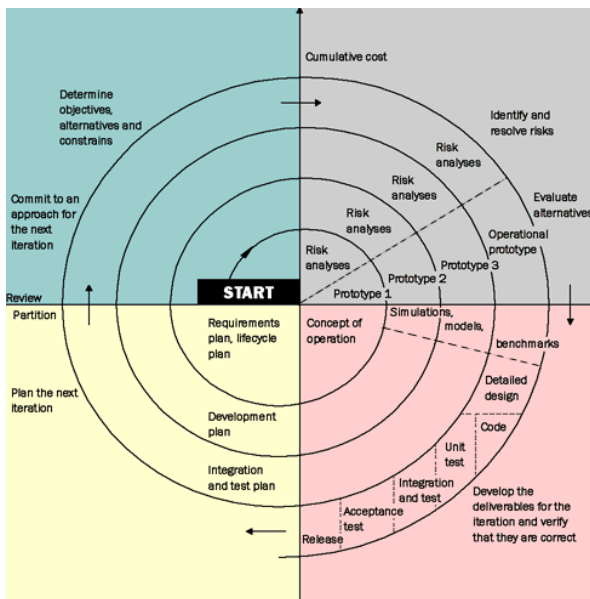 Cumulative cost
Determine
objectives,
alternatives and
constrains
Identify and
resolve risks
Risk
analyses
Risk
analyses
Risk
analyses
Risk
analyses
Commit to an
approach for
the next
iteration
Evaluate
alternatives
Operational
prototype
Prototype 3
Prototype 2
Prototype 1
START
Review
Partition
Requirements
plan, lifecycle
plan
Concept of
operation
Simulations,
models,
benchmarks
Plan the next
iteration
Detailed
design
Development
plan
Code
Unit
test
Integration
and test plan
Integration
and test
Acceptance
test
Release
Develop the
deliverables for the
iteration and verify
that they are correct